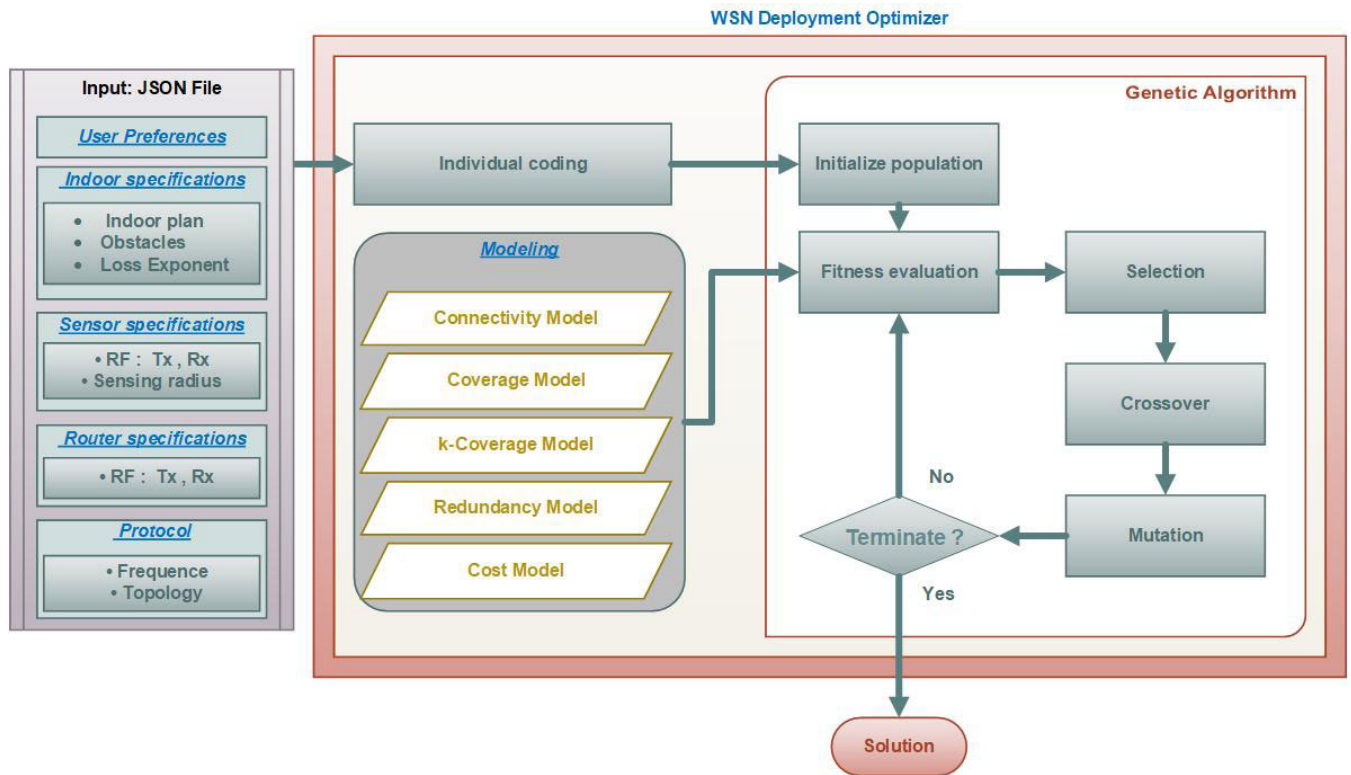 WSN Deployment Optimizer
Input: JSON File
User Preferences
Indoor specifications
• Indoor plan
• Obstacles
• Loss Exponent
Sensor specifications
• RF : Tx , Rx
• Sensing radius
Router specifications
• RF : Tx , Rx
Protocol
• Frequence
• Topology
Individual coding
Modeling
Connectivity Model
Coverage Model
k-Coverage Model
Redundancy Model
Cost Model
Genetic Algorithm
Initialize population
Fitness evaluation
Selection
Crossover
Mutation
Terminate ?
No
Yes
Solution